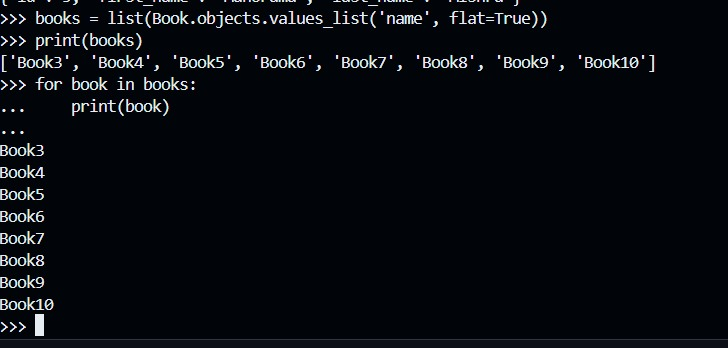 >>> books = list(Book.objects.values_list('name', flat=True))
>>> print(books)
['Book3', 'Book4', 'Book5', 'Book6', 'Book7', 'Book8', 'Book9', 'Book10']
>>> for book in books:
...     print(book)
...
Book3
Book4
Book5
Book6
Book7
Book8
Book9
Book10
>>>